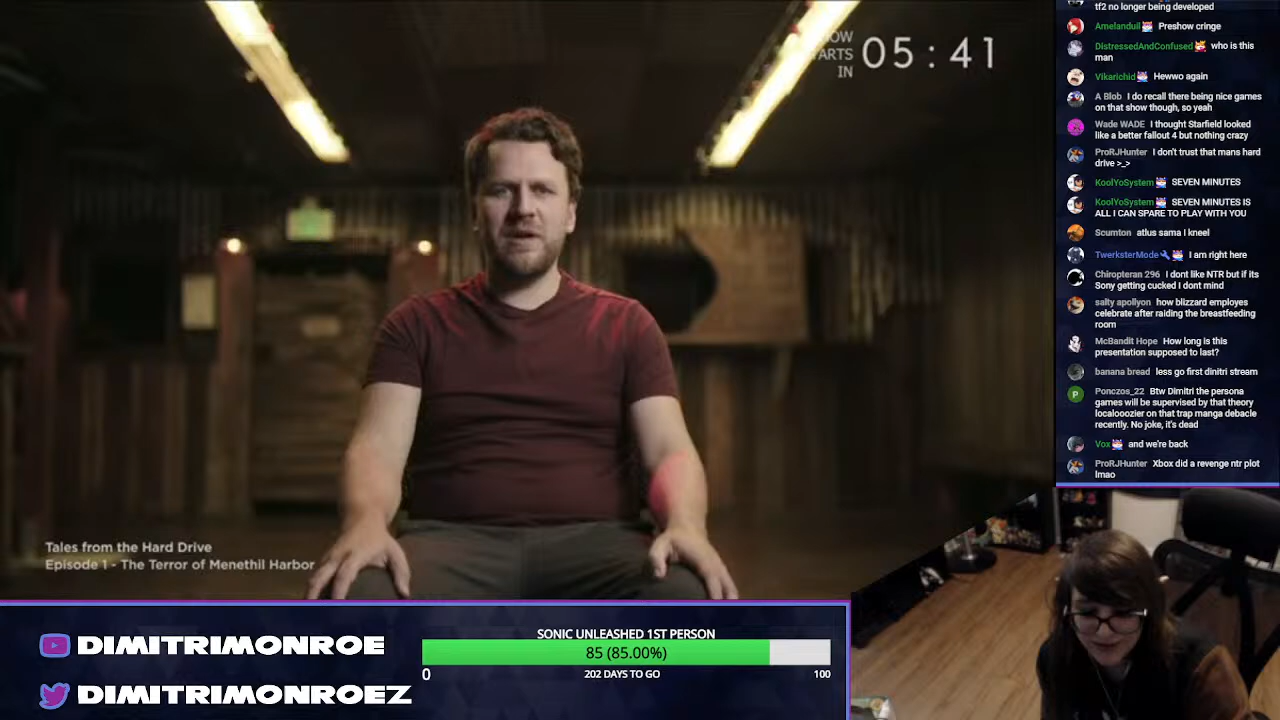 OW
ARTS
IN
05:41
Tales from the Hard Drive
Episode 1 - The Terror of Menethil Harbor
DIMITRIMONROE
DIMITRIMONROEZ
SONIC UNLEASHED 1ST PERSON
85 (85.00%)
0
202 DAYS TO GO
100
tf2 no longer being developed
Amelandull Preshow cringe
DistressedAndConfused who is this
man
Vikarichid Hewwo again
A Blob I do recall there being nice games
on that show though, so yeah
Wade WADE I thought Starfield looked
like a better fallout 4 but nothing crazy
ProRJHunter I don't trust that mans hard
drive >_>
KoolYoSystem SEVEN MINUTES
KoolYoSystem SEVEN MINUTES IS
ALL I CAN SPARE TO PLAY WITH YOU
Scumton atlus sama I kneel
TwerksterMode I am right here
Chiropteran 296 I dont like NTR but if its
Sony getting cucked I dont mind
salty apollyon how blizzard employes
celebrate after raiding the breastfeeding
room
McBandit Hope How long is this
presentation supposed to last?
banana bread less go first dinitri stream
P
Ponczos_22 Btw Dimitri the persona
games will be supervised by that theory
localooozier on that trap manga debacle
recently. No joke, it's dead
Vox and we're back
ProRJHunter Xbox did a revenge ntr plot
lmao